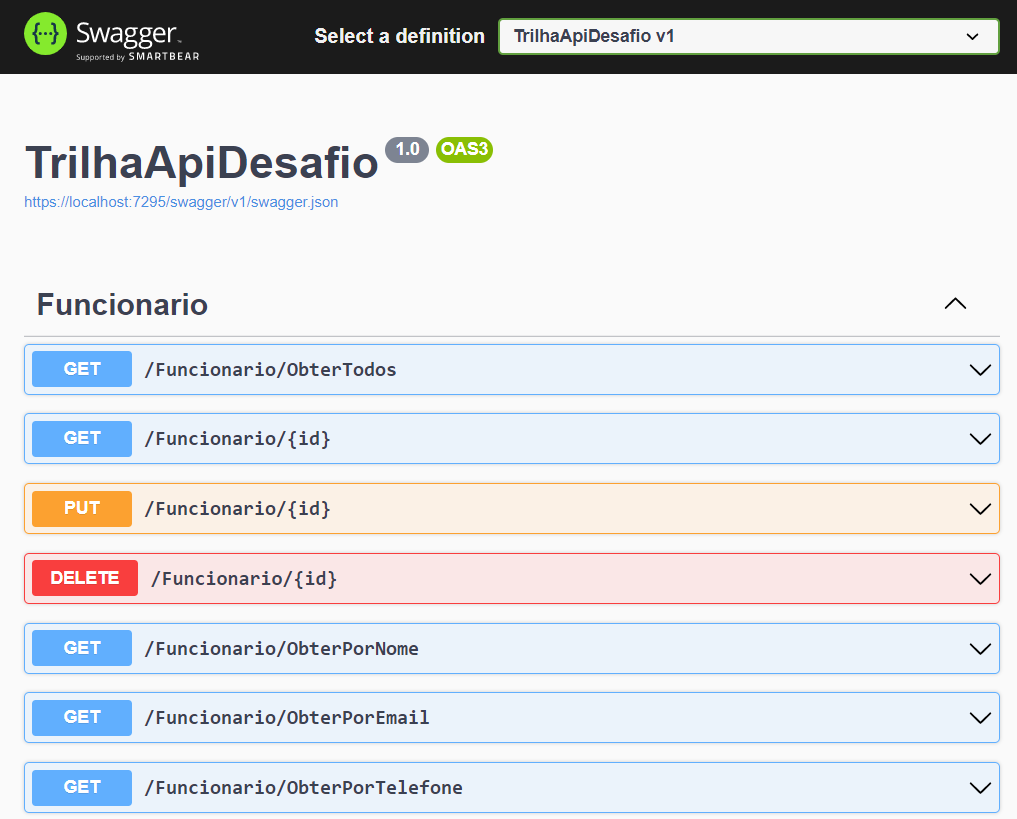 {··} Swagger™
Supported by SMARTBEAR
Select a definition
TrilhaApiDesafio v1
TrilhaApiDesafio 1.0 OAS3
https://localhost:7295/swagger/v1/swagger.json
Funcionario
GET /Funcionario/ObterTodos
GET /Funcionario/{id}
PUT /Funcionario/{id}
DELETE /Funcionario/{id}
GET /Funcionario/ObterPorNome
GET /Funcionario/ObterPorEmail
GET /Funcionario/ObterPorTelefone